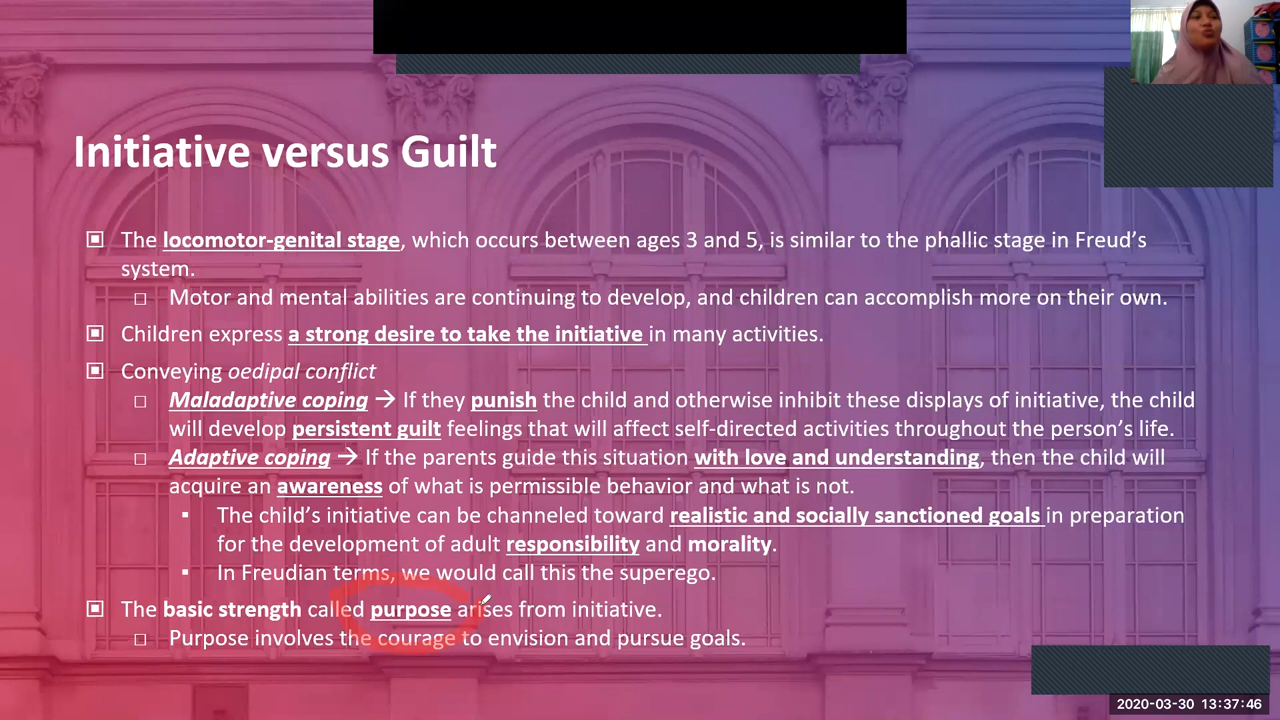 Initiative versus Guilt
The locomotor-genital stage, which occurs between ages 3 and 5, is similar to the phallic stage in Freud’s
system.
Motor and mental abilities are continuing to develop, and children can accomplish more on their own.
Children express a strong desire to take the initiative in many activities.
Conveying oedipal conflict
Maladaptive coping → If they punish the child and otherwise inhibit these displays of initiative, the child
will develop persistent guilt feelings that will affect self-directed activities throughout the person’s life.
Adaptive coping → If the parents guide this situation with love and understanding, then the child will
acquire an awareness of what is permissible behavior and what is not.
The child’s initiative can be channeled toward realistic and socially sanctioned goals in preparation
for the development of adult responsibility and morality.
In Freudian terms, we would call this the superego.
The basic strength called purpose arises from initiative.
Purpose involves the courage to envision and pursue goals.
2020-03-30 13:37:46